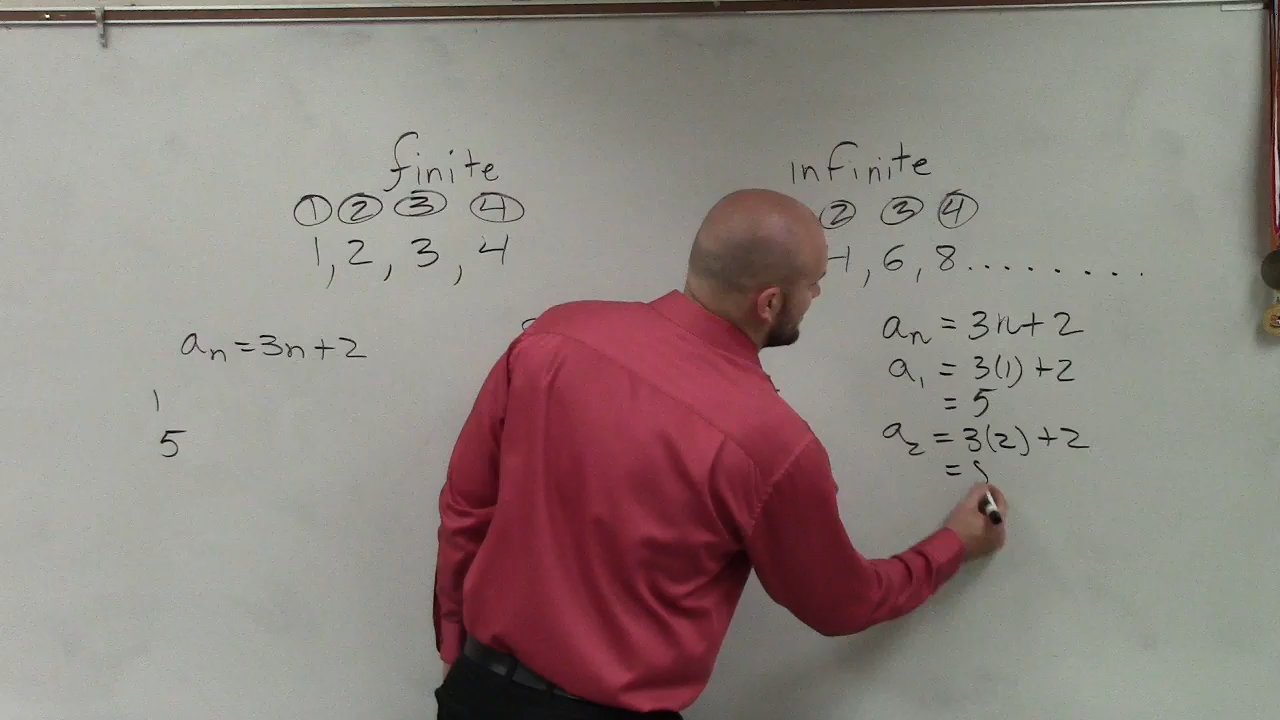 finite
1 2 3 4
1, 2, 3, 4
aₙ = 3n + 2
1
5
infinite
2 3 4
4, 6, 8.........
aₙ = 3n + 2
a₁ = 3(1) + 2
= 5
a₂ = 3(2) + 2
=